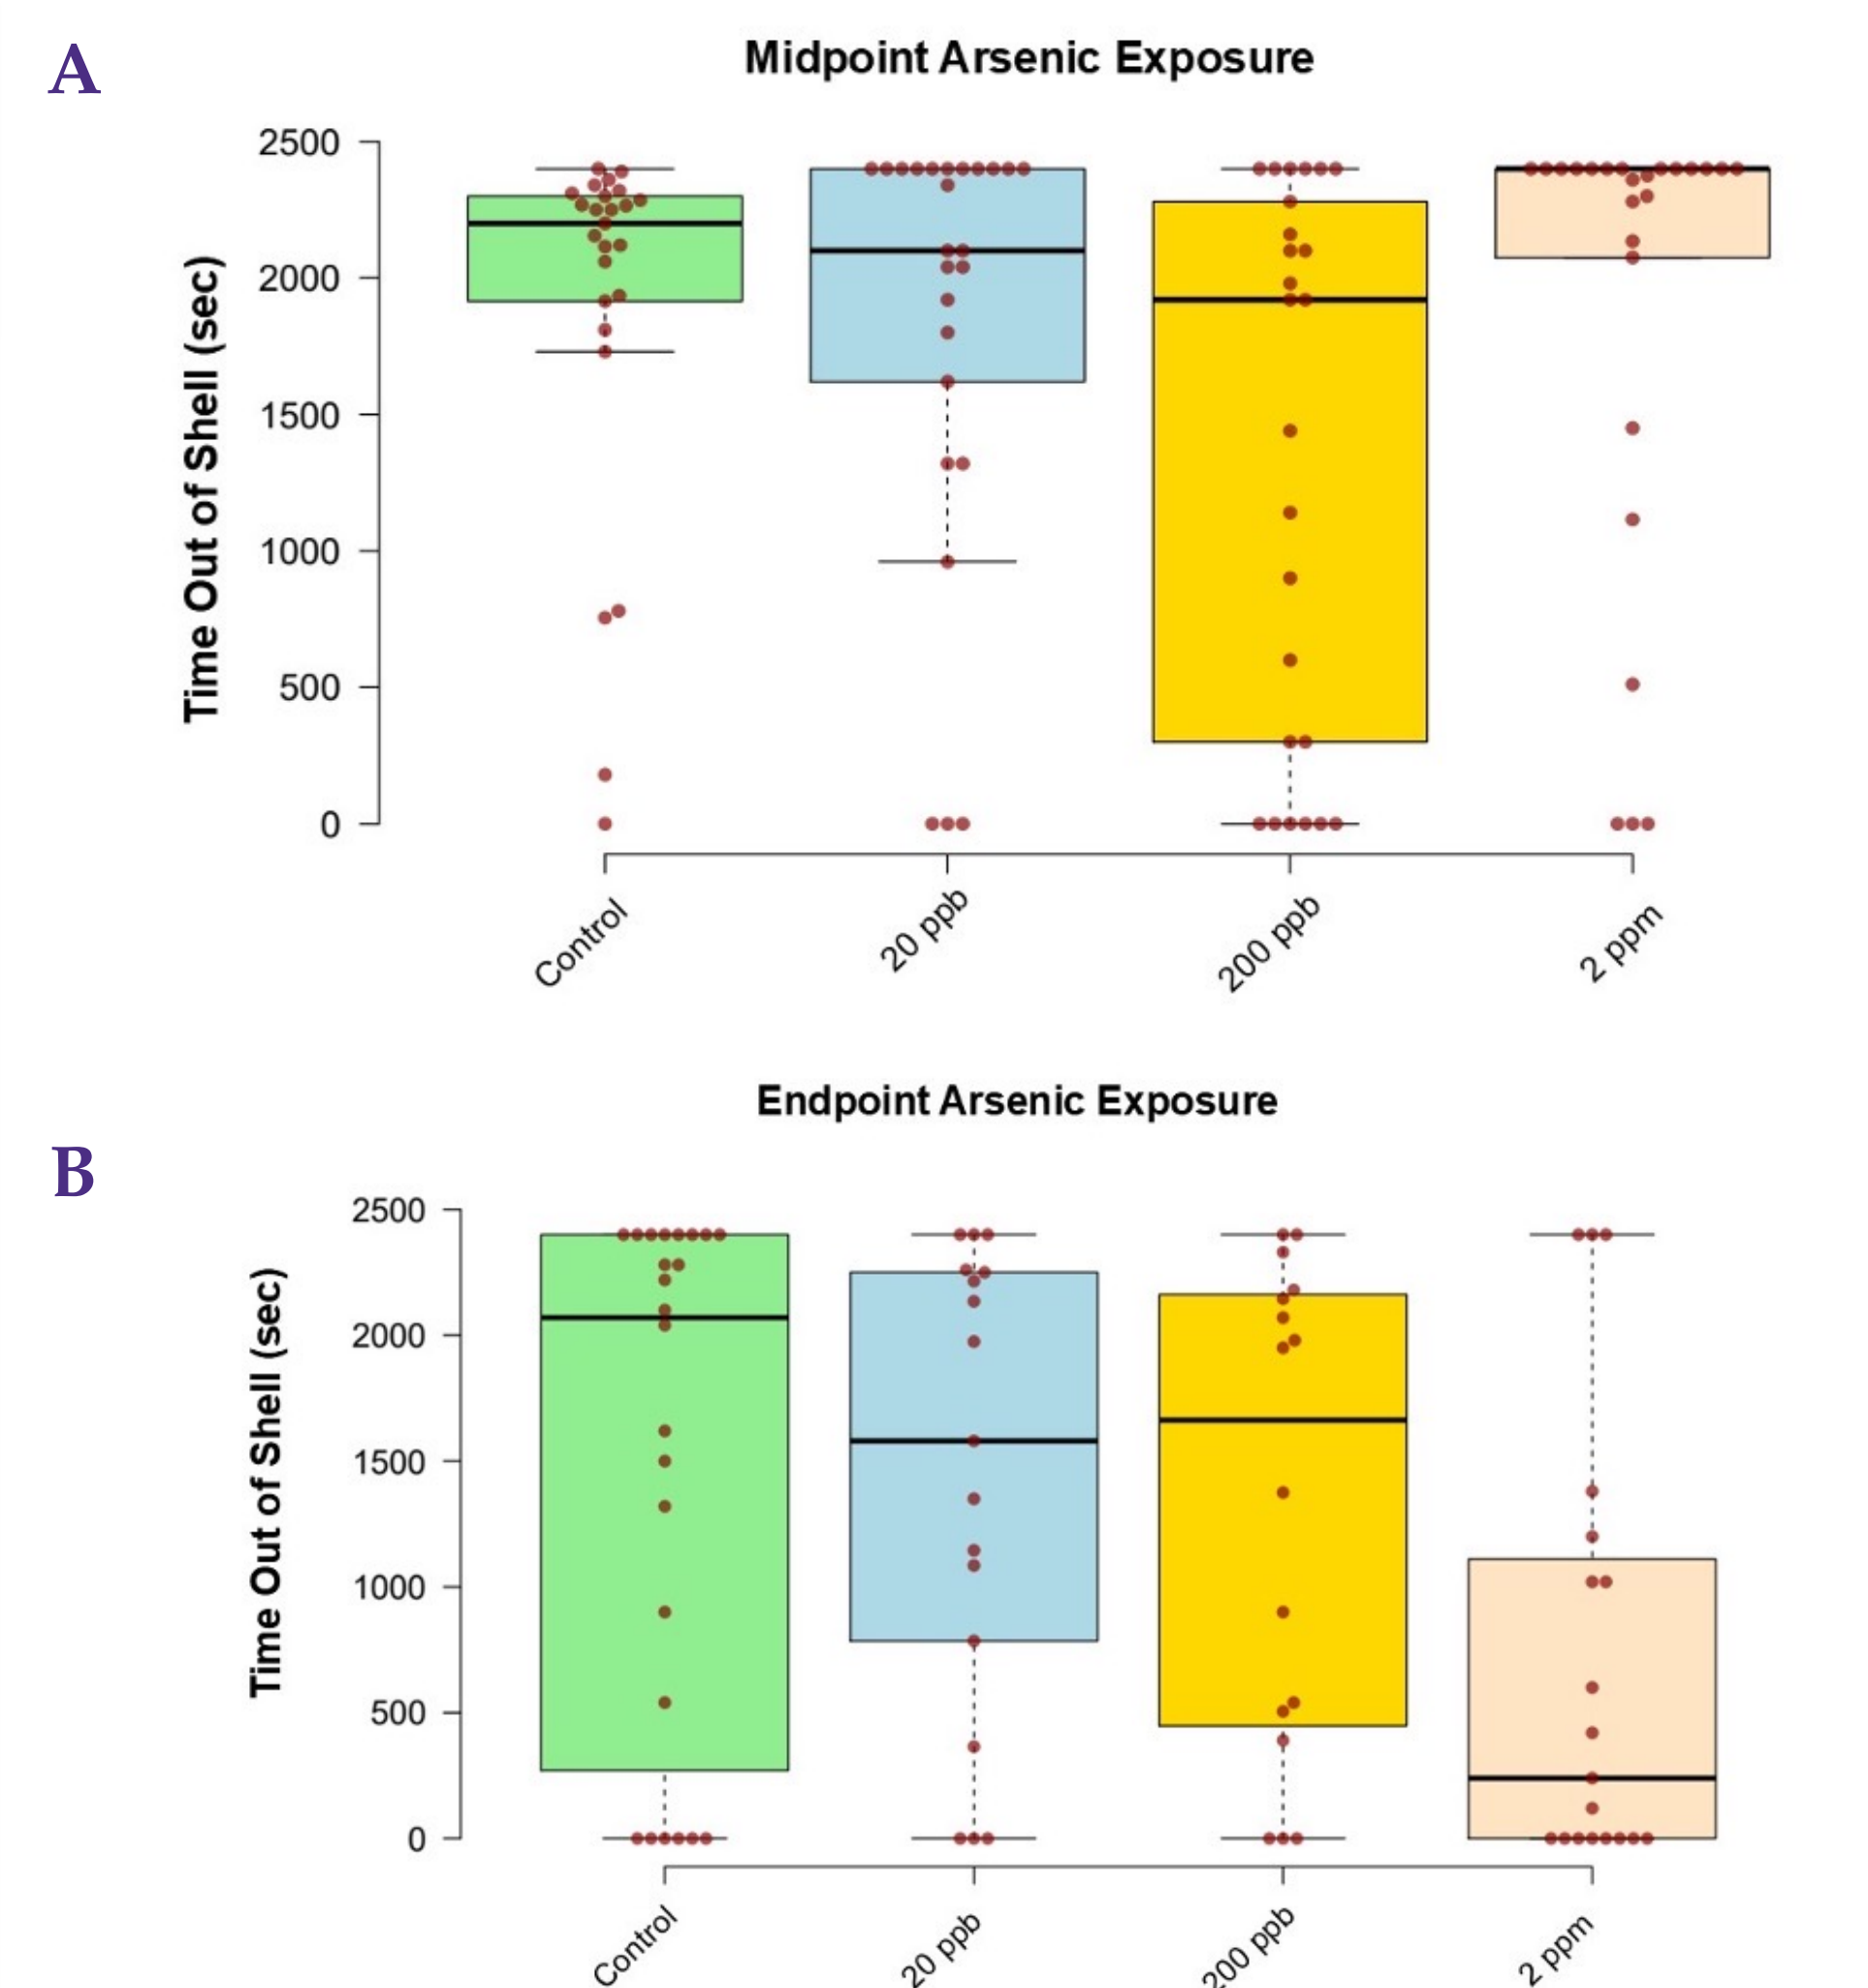 A
Midpoint Arsenic Exposure
Time Out of Shell (sec)
2500
2000
1500
1000
500
0
Control
20 ppb
200 ppb
2 ppm
B
Endpoint Arsenic Exposure
Time Out of Shell (sec)
2500
2000
1500
1000
500
0
Control
20 ppb
200 ppb
2 ppm